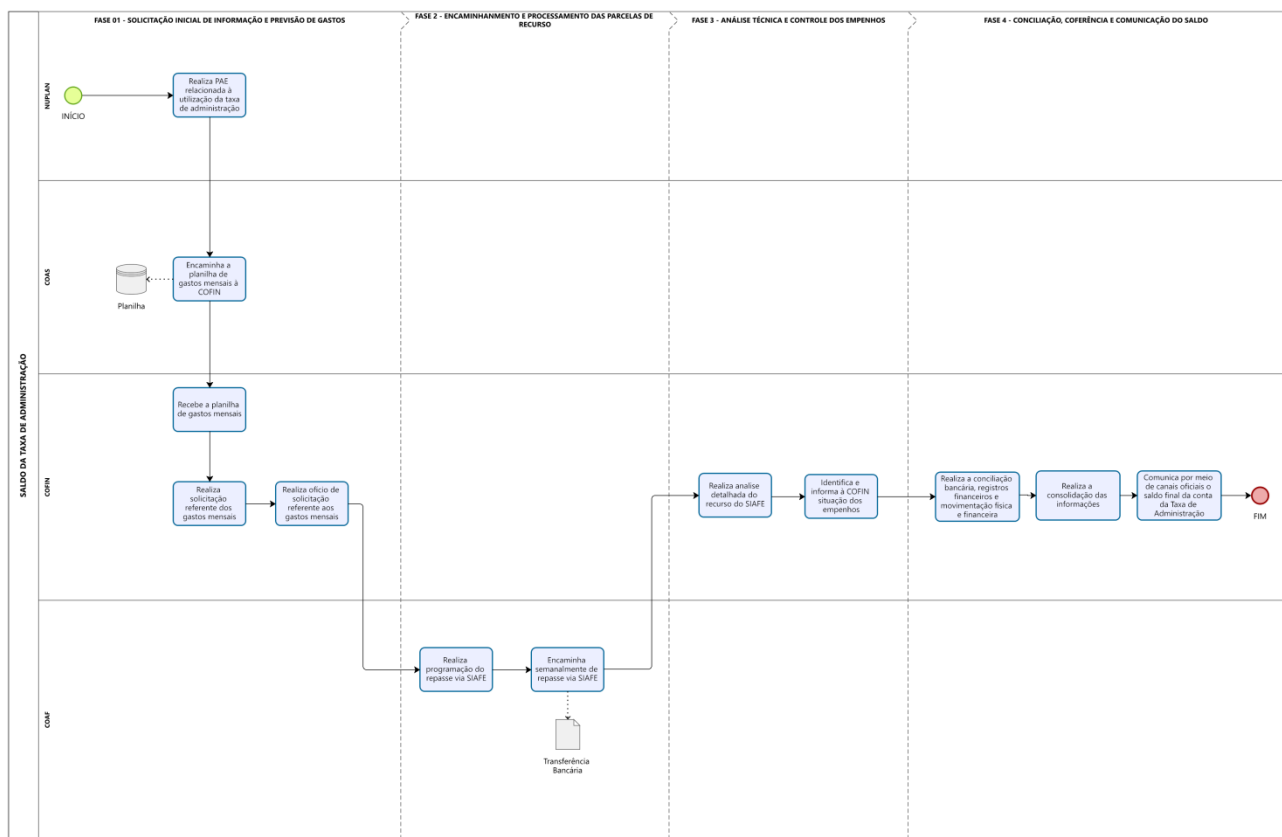 FASE 01 - SOLICITAÇÃO INICIAL DE INFORMAÇÃO E PREVISÃO DE GASTOS
FASE 2 - ENCAMINHAMENTO E PROCESSAMENTO DAS PARCELAS DE
RECURSO
FASE 3 - ANÁLISE TÉCNICA E CONTROLE DOS EMPENHOS
FASE 4 - CONCILIAÇÃO, COFERÊNCIA E COMUNICAÇÃO DO SALDO
SALDO DA TAXA DE ADMINISTRAÇÃO
NUPLAN
INÍCIO
Realiza PAE
relacionada à
utilização da taxa
de administração
COAS
Planilha
Encaminha a
planilha de
gastos mensais à
COFIN
COFIN
Recebe a planilha
de gastos mensais
Realiza
solicitação
referente dos
gastos mensais
Realiza ofício de
solicitação
referente aos
gastos mensais
Realiza analise
detalhada do
recurso do SIAFE
Identifica e
informa à COFIN
situação dos
empenhos
Realiza a conciliação
bancária, registros
financeiros e
movimentação física
e financeira
Realiza a
consolidação das
informações
Comunica por meio
de canais oficiais o
saldo final da conta
da Taxa de
Administração
FIM
COAF
Realiza
programação do
repasse via SIAFE
Encaminha
semanalmente de
repasse via SIAFE
Transferência
Bancária